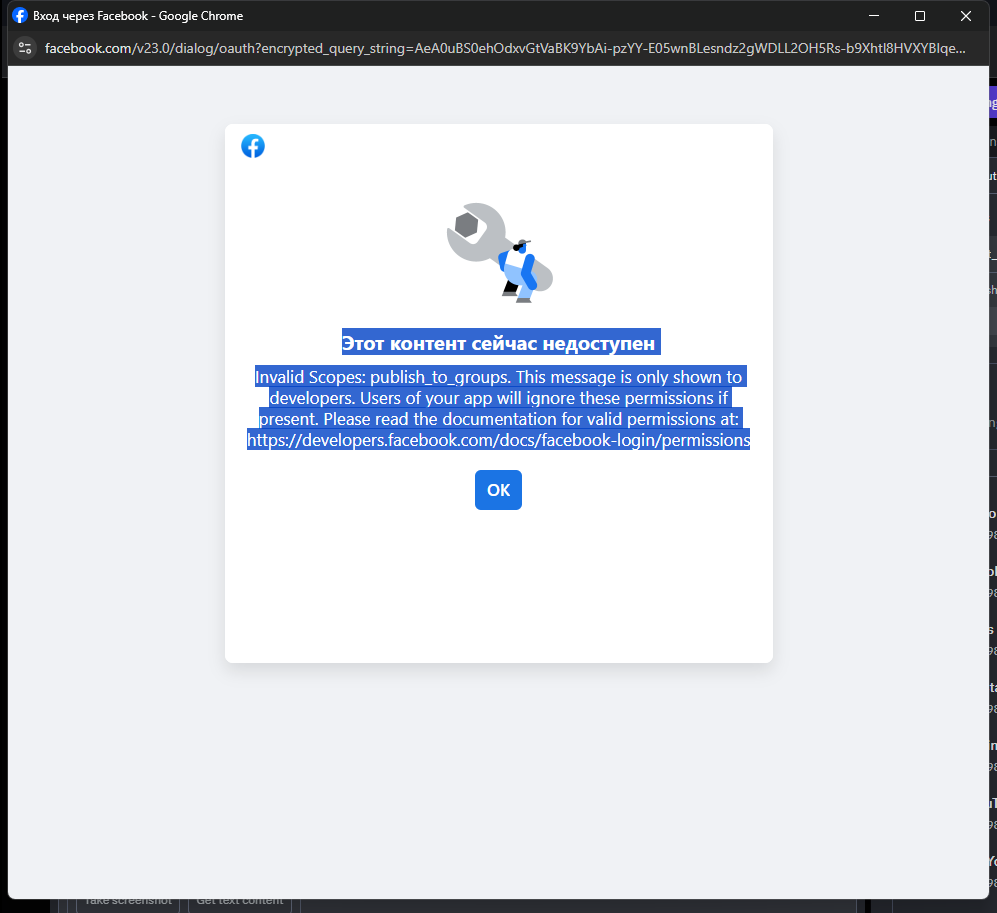 Вход через Facebook - Google Chrome
facebook.com/v23.0/dialog/oauth?encrypted_query_string=AeA0uBS0ehOdxvGtVaBK9YbAi-pzYY-E05wnBLesndz2gWDLL2OH5Rs-b9Xhtl8HVXYBlqe...
Этот контент сейчас недоступен
Invalid Scopes: publish_to_groups. This message is only shown to
developers. Users of your app will ignore these permissions if
present. Please read the documentation for valid permissions at:
https://developers.facebook.com/docs/facebook-login/permissions
OK
Take screenshot
Get text content